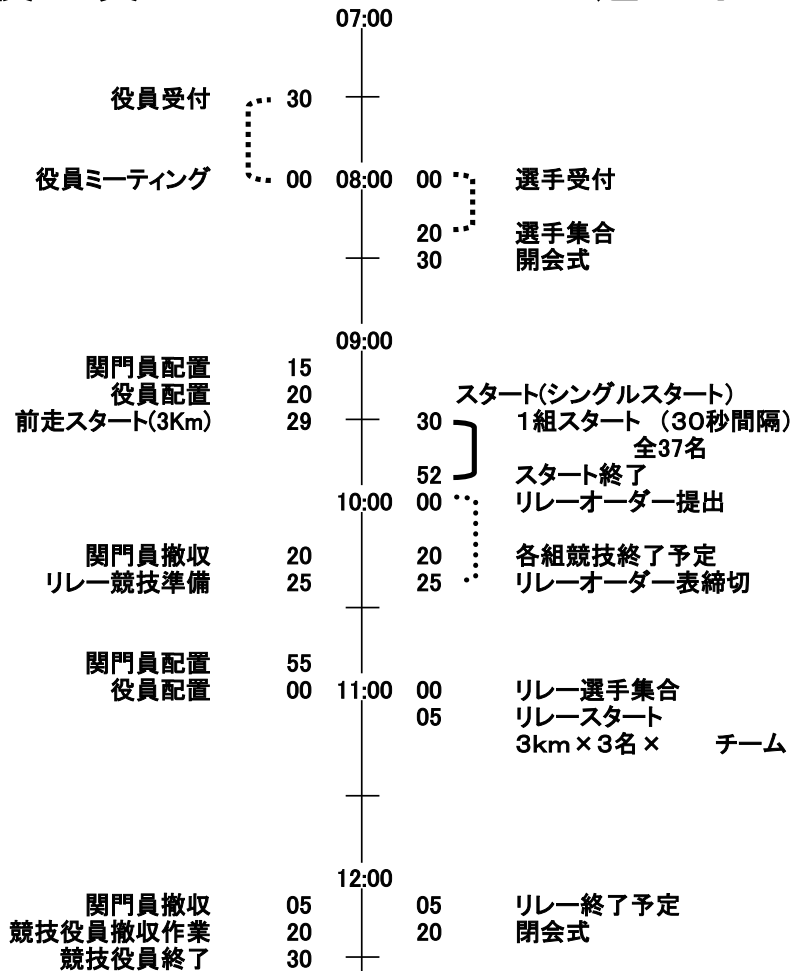 07:00
役員受付 30
役員ミーティング 00 08:00 00 選手受付
20 選手集合
30 開会式
09:00
関門員配置 15
役員配置 20 スタート(シングルスタート)
前走スタート(3Km) 29 30 1組スタート (30秒間隔)
全37名
52 スタート終了
10:00 00 リレーオーダー提出
関門員撤収 20 20 各組競技終了予定
リレー競技準備 25 25 リレーオーダー表締切
関門員配置 55
役員配置 00 11:00 00 リレー選手集合
05 リレースタート
3km×3名× チーム
12:00
関門員撤収 05 05 リレー終了予定
競技役員撤収作業 20 20 閉会式
競技役員終了 30